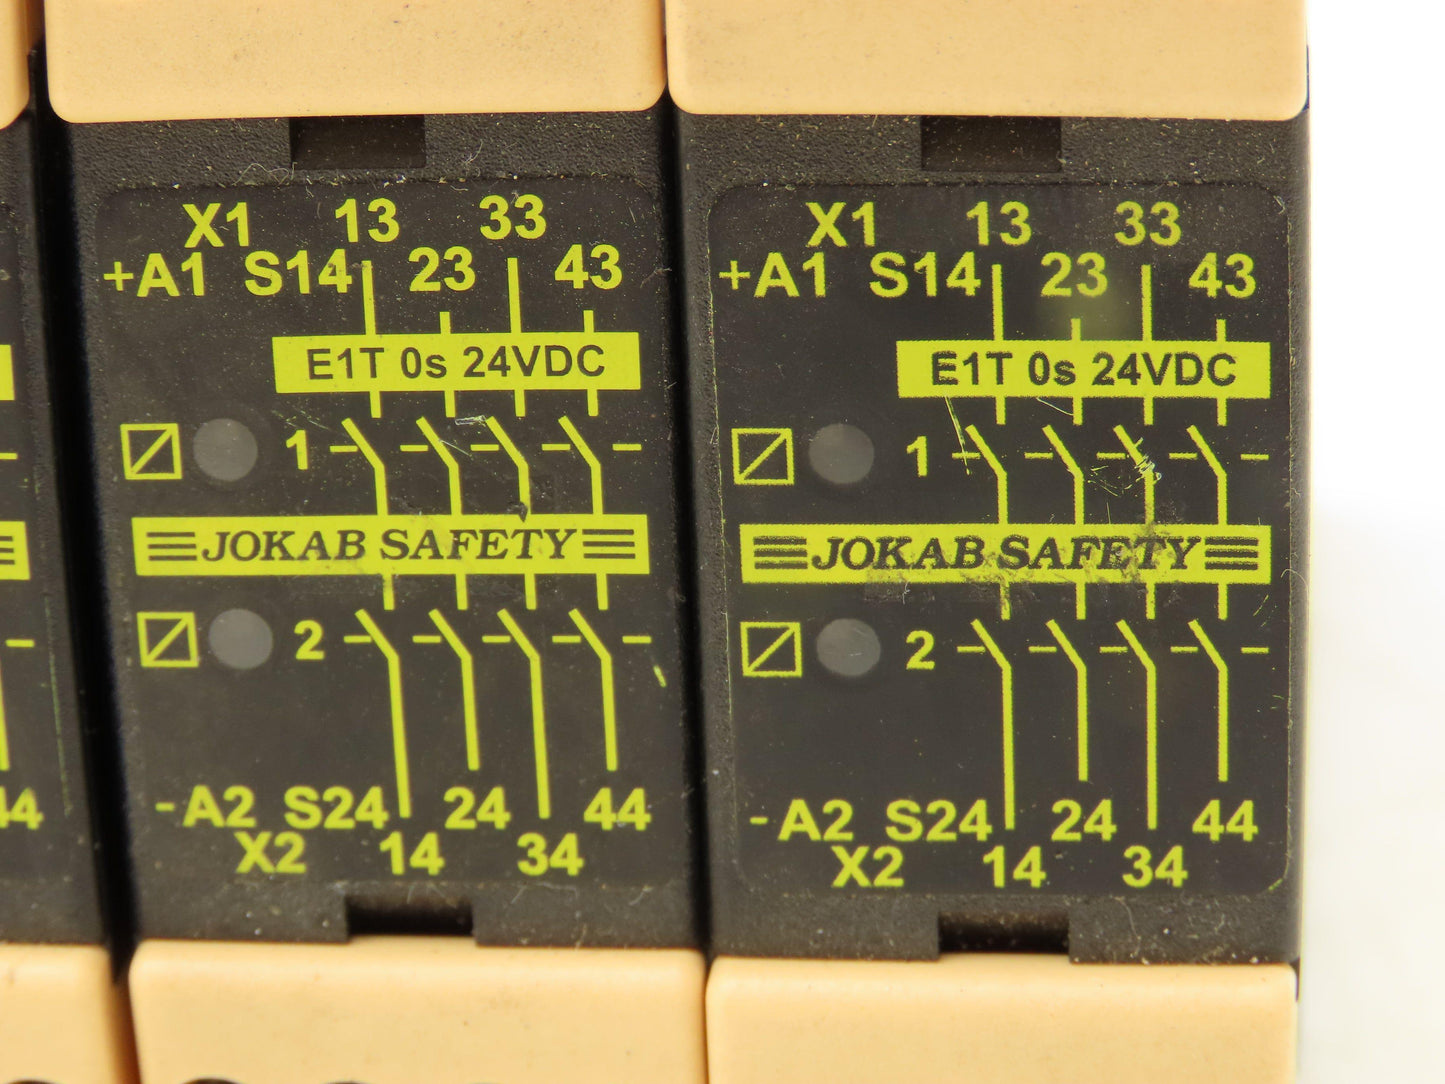 X1 13 33
+A1 S14 23 43
E1T 0s 24VDC
1
JOKAB SAFETY
2
-A2 S24 24 44
X2 14 34
X1 13 33
+A1 S14 23 43
E1T 0s 24VDC
1
JOKAB SAFETY
2
-A2 S24 24 44
X2 14 34
44